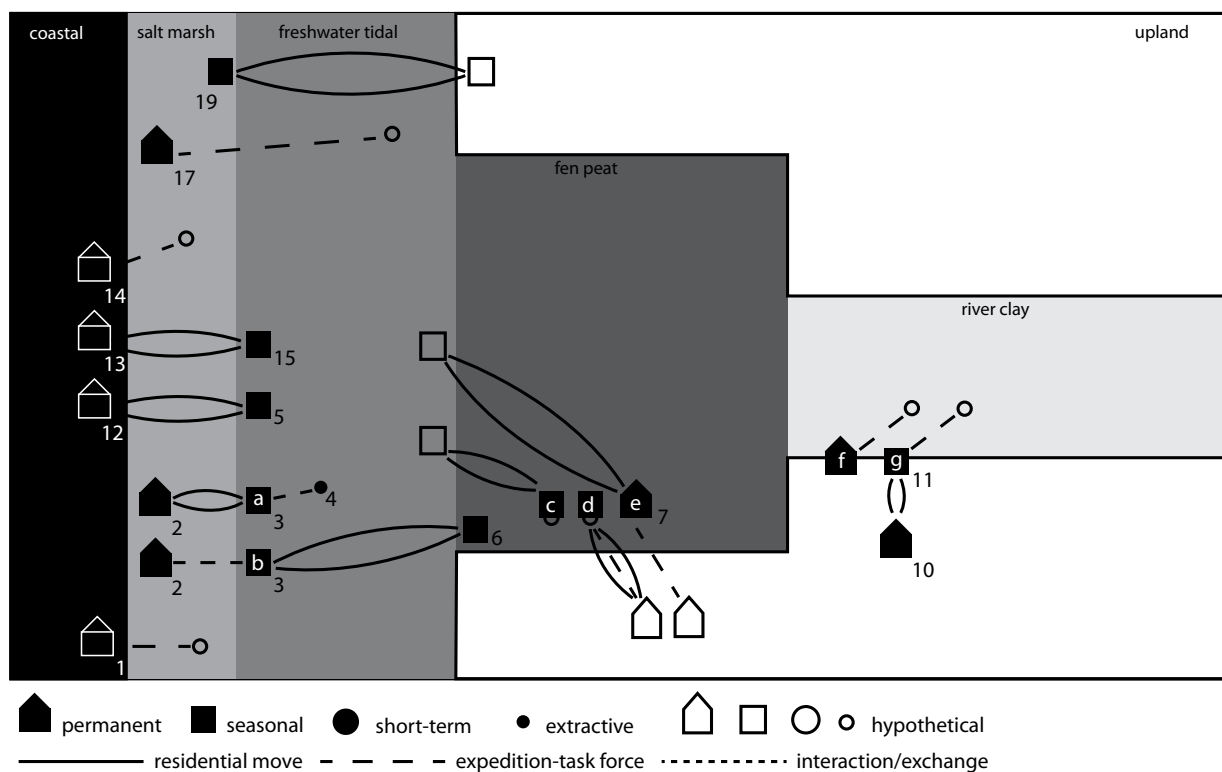 coastal salt marsh freshwater tidal upland
19
17
fen peat
14
river clay
13 15
12 5
f g
11
a 4
2 3
c d e
7
6
b
2 3
10
1
permanent seasonal short-term extractive hypothetical
residential move expedition-task force interaction/exchange